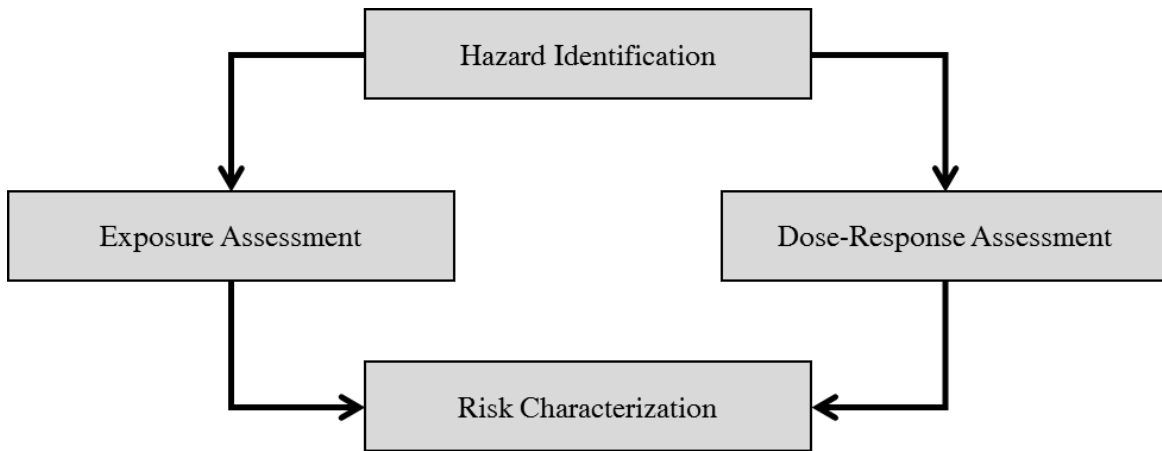 Hazard Identification
Exposure Assessment
Dose-Response Assessment
Risk Characterization